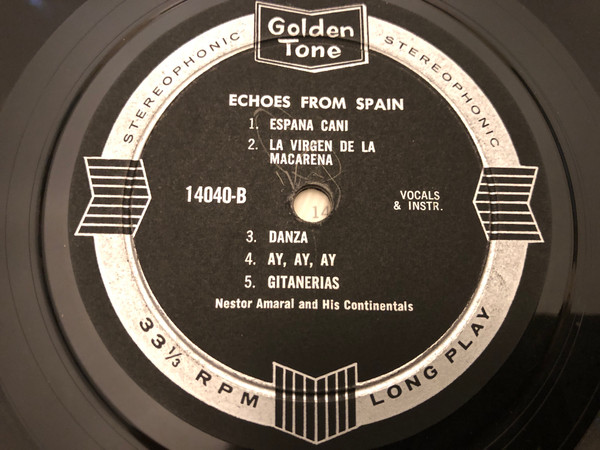 Golden
Tone
STEREOPHONIC
STEREOPHONIC
ECHOES FROM SPAIN
1. ESPANA CANI
2. LA VIRGEN DE LA
MACARENA
14040-B
VOCALS
& INSTR.
14
3. DANZA
4. AY, AY, AY
5. GITANERIAS
Nestor Amaral and His Continentals
33⅓ RPM
LONG PLAY